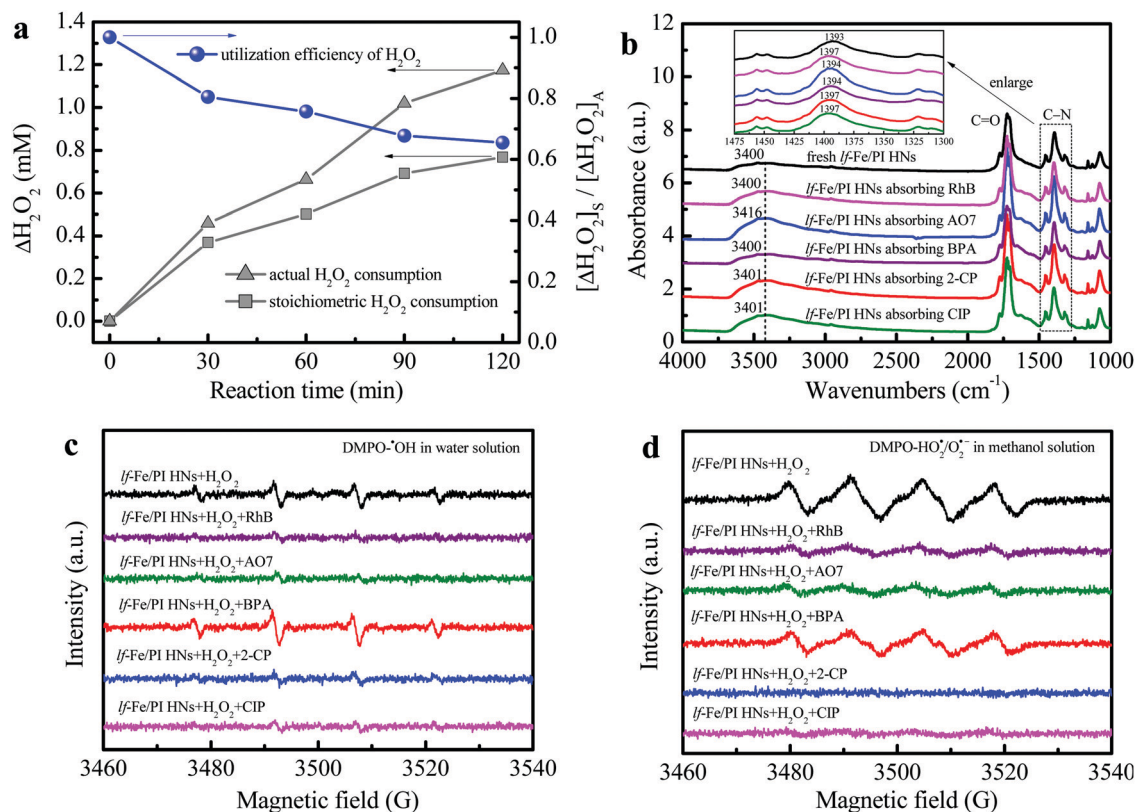 a
utilization efficiency of H₂O₂
actual H₂O₂ consumption
stoichiometric H₂O₂ consumption
ΔH₂O₂ (mM)
1.4
1.2
1.0
0.8
0.6
0.4
0.2
0.0
1.0
0.8
0.6
0.4
0.2
0.0
[ΔH₂O₂]S / [ΔH₂O₂]A
0 30 60 90 120
Reaction time (min)
b
Absorbance (a.u.)
12
10
8
6
4
2
0
1393
1397
1394
1394
1397
1397
1475 1450 1425 1400 1375 1350 1325 1300
enlarge
C=O
C–N
fresh lf-Fe/PI HNs
3400
lf-Fe/PI HNs absorbing RhB
3400
lf-Fe/PI HNs absorbing AO7
3416
lf-Fe/PI HNs absorbing BPA
3400
lf-Fe/PI HNs absorbing 2-CP
3401
lf-Fe/PI HNs absorbing CIP
3401
4000 3500 3000 2500 2000 1500 1000
Wavenumbers (cm⁻¹)
c
DMPO-•OH in water solution
lf-Fe/PI HNs+H₂O₂
lf-Fe/PI HNs+H₂O₂+RhB
lf-Fe/PI HNs+H₂O₂+AO7
lf-Fe/PI HNs+H₂O₂+BPA
lf-Fe/PI HNs+H₂O₂+2-CP
lf-Fe/PI HNs+H₂O₂+CIP
Intensity (a.u.)
3460 3480 3500 3520 3540
Magnetic field (G)
d
DMPO-HO₂•/O₂•⁻ in methanol solution
lf-Fe/PI HNs+H₂O₂
lf-Fe/PI HNs+H₂O₂+RhB
lf-Fe/PI HNs+H₂O₂+AO7
lf-Fe/PI HNs+H₂O₂+BPA
lf-Fe/PI HNs+H₂O₂+2-CP
lf-Fe/PI HNs+H₂O₂+CIP
Intensity (a.u.)
3460 3480 3500 3520 3540
Magnetic field (G)